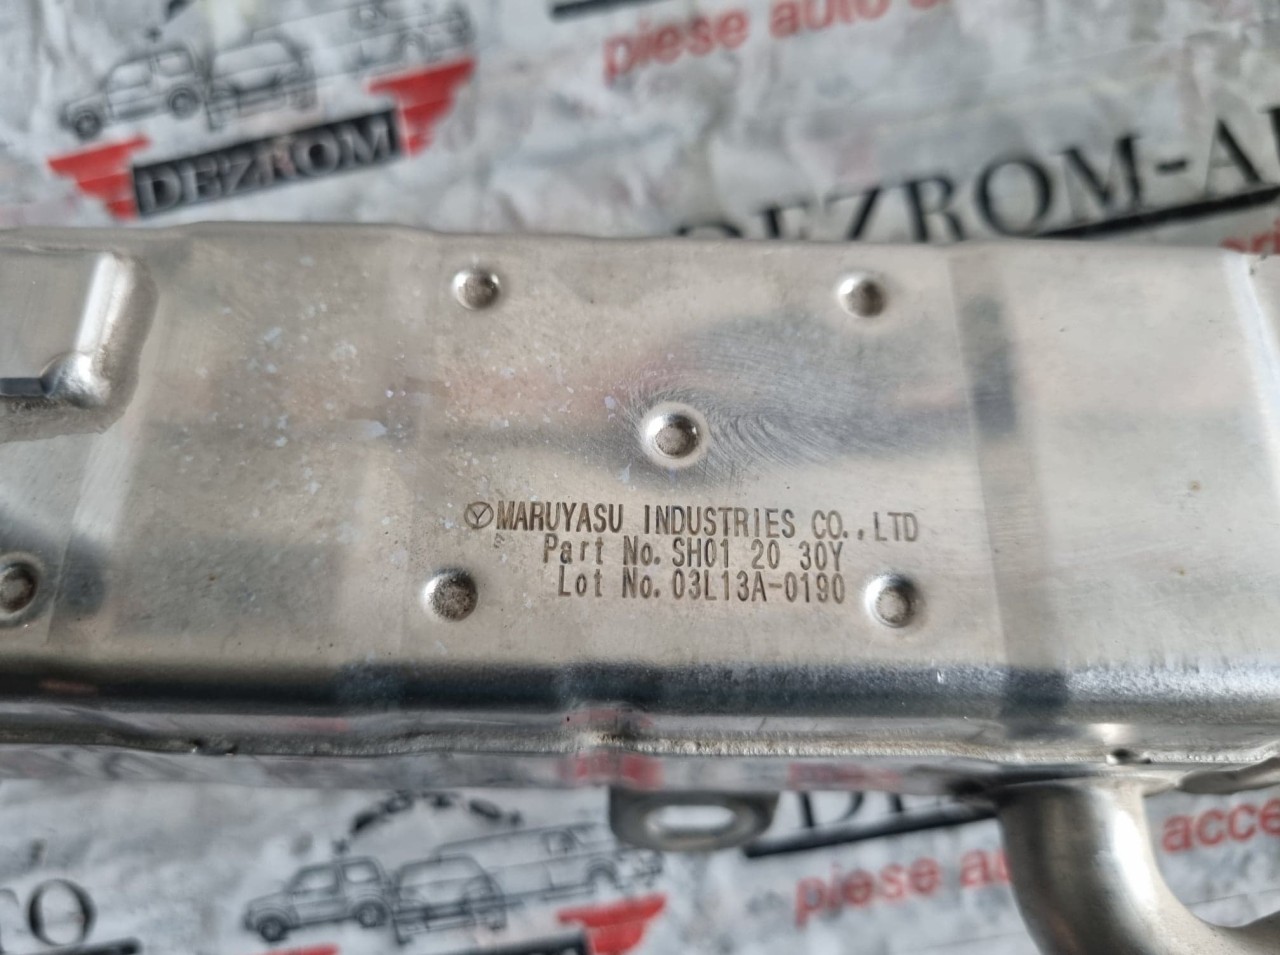 piese auto
DEZROM
DEZROM-A
MARUYASU INDUSTRIES CO.,LTD
Part No. SH01 20 30Y
Lot No. 03L13A-0190
piese au
acce